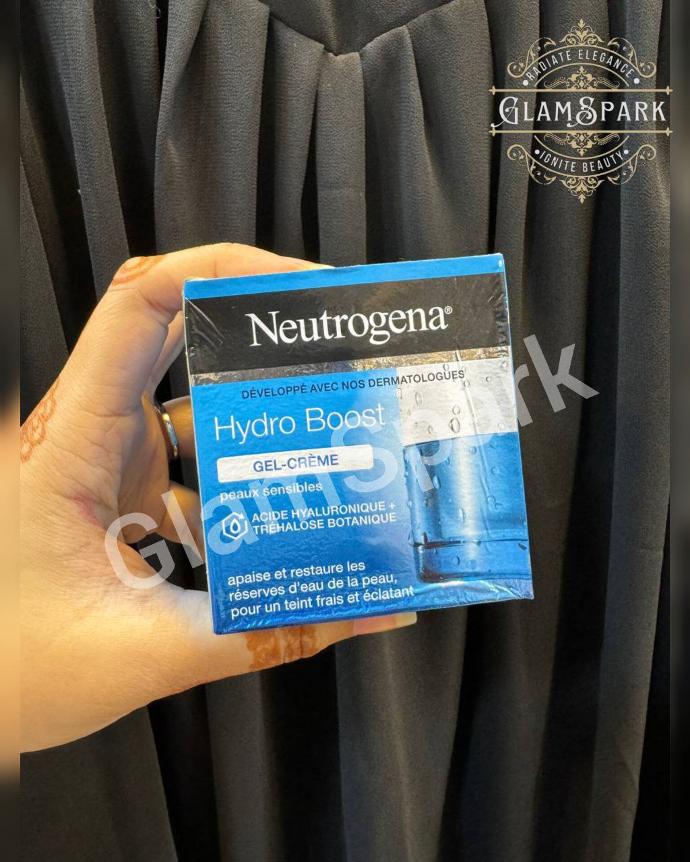 •RADIATE ELEGANCE•
GLAMSPARK
•IGNITE BEAUTY•
Neutrogena®
DÉVELOPPÉ AVEC NOS DERMATOLOGUES
Hydro Boost
GEL-CRÈME
peaux sensibles
ACIDE HYALURONIQUE +
TRÉHALOSE BOTANIQUE
apaise et restaure les
réserves d'eau de la peau,
pour un teint frais et éclatant
GlamSpark